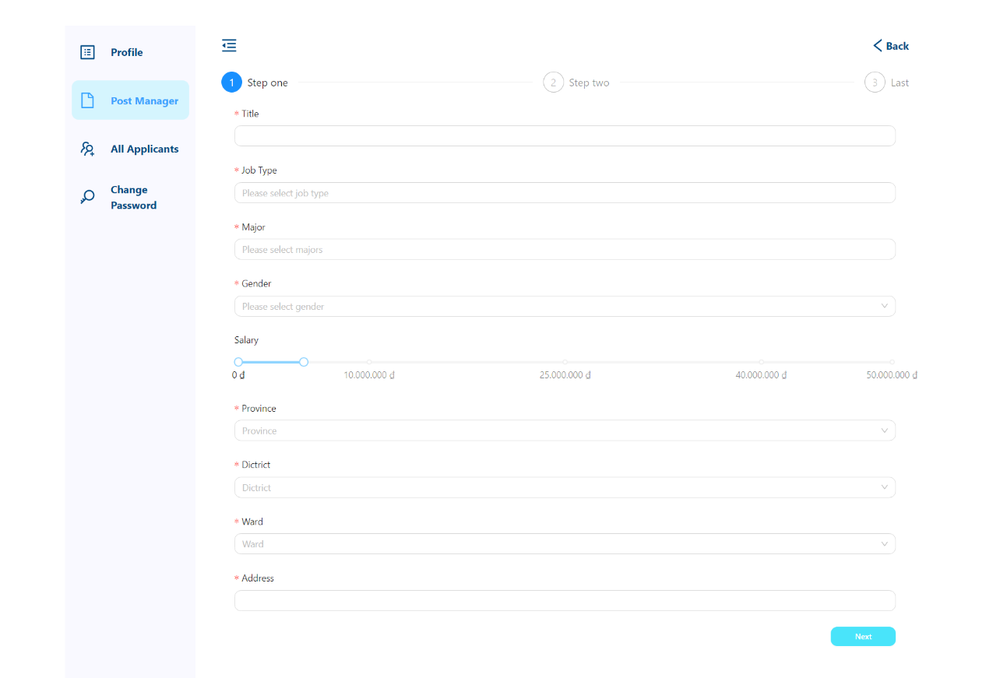 Profile
Post Manager
All Applicants
Change
Password
Back
1 Step one
2 Step two
3 Last
* Title
* Job Type
Please select job type
* Major
Please select majors
* Gender
Please select gender
Salary
0 ₫ 10.000.000 ₫ 25.000.000 ₫ 40.000.000 ₫ 50.000.000 ₫
* Province
Province
* Dictrict
Dictrict
* Ward
Ward
* Address
Next